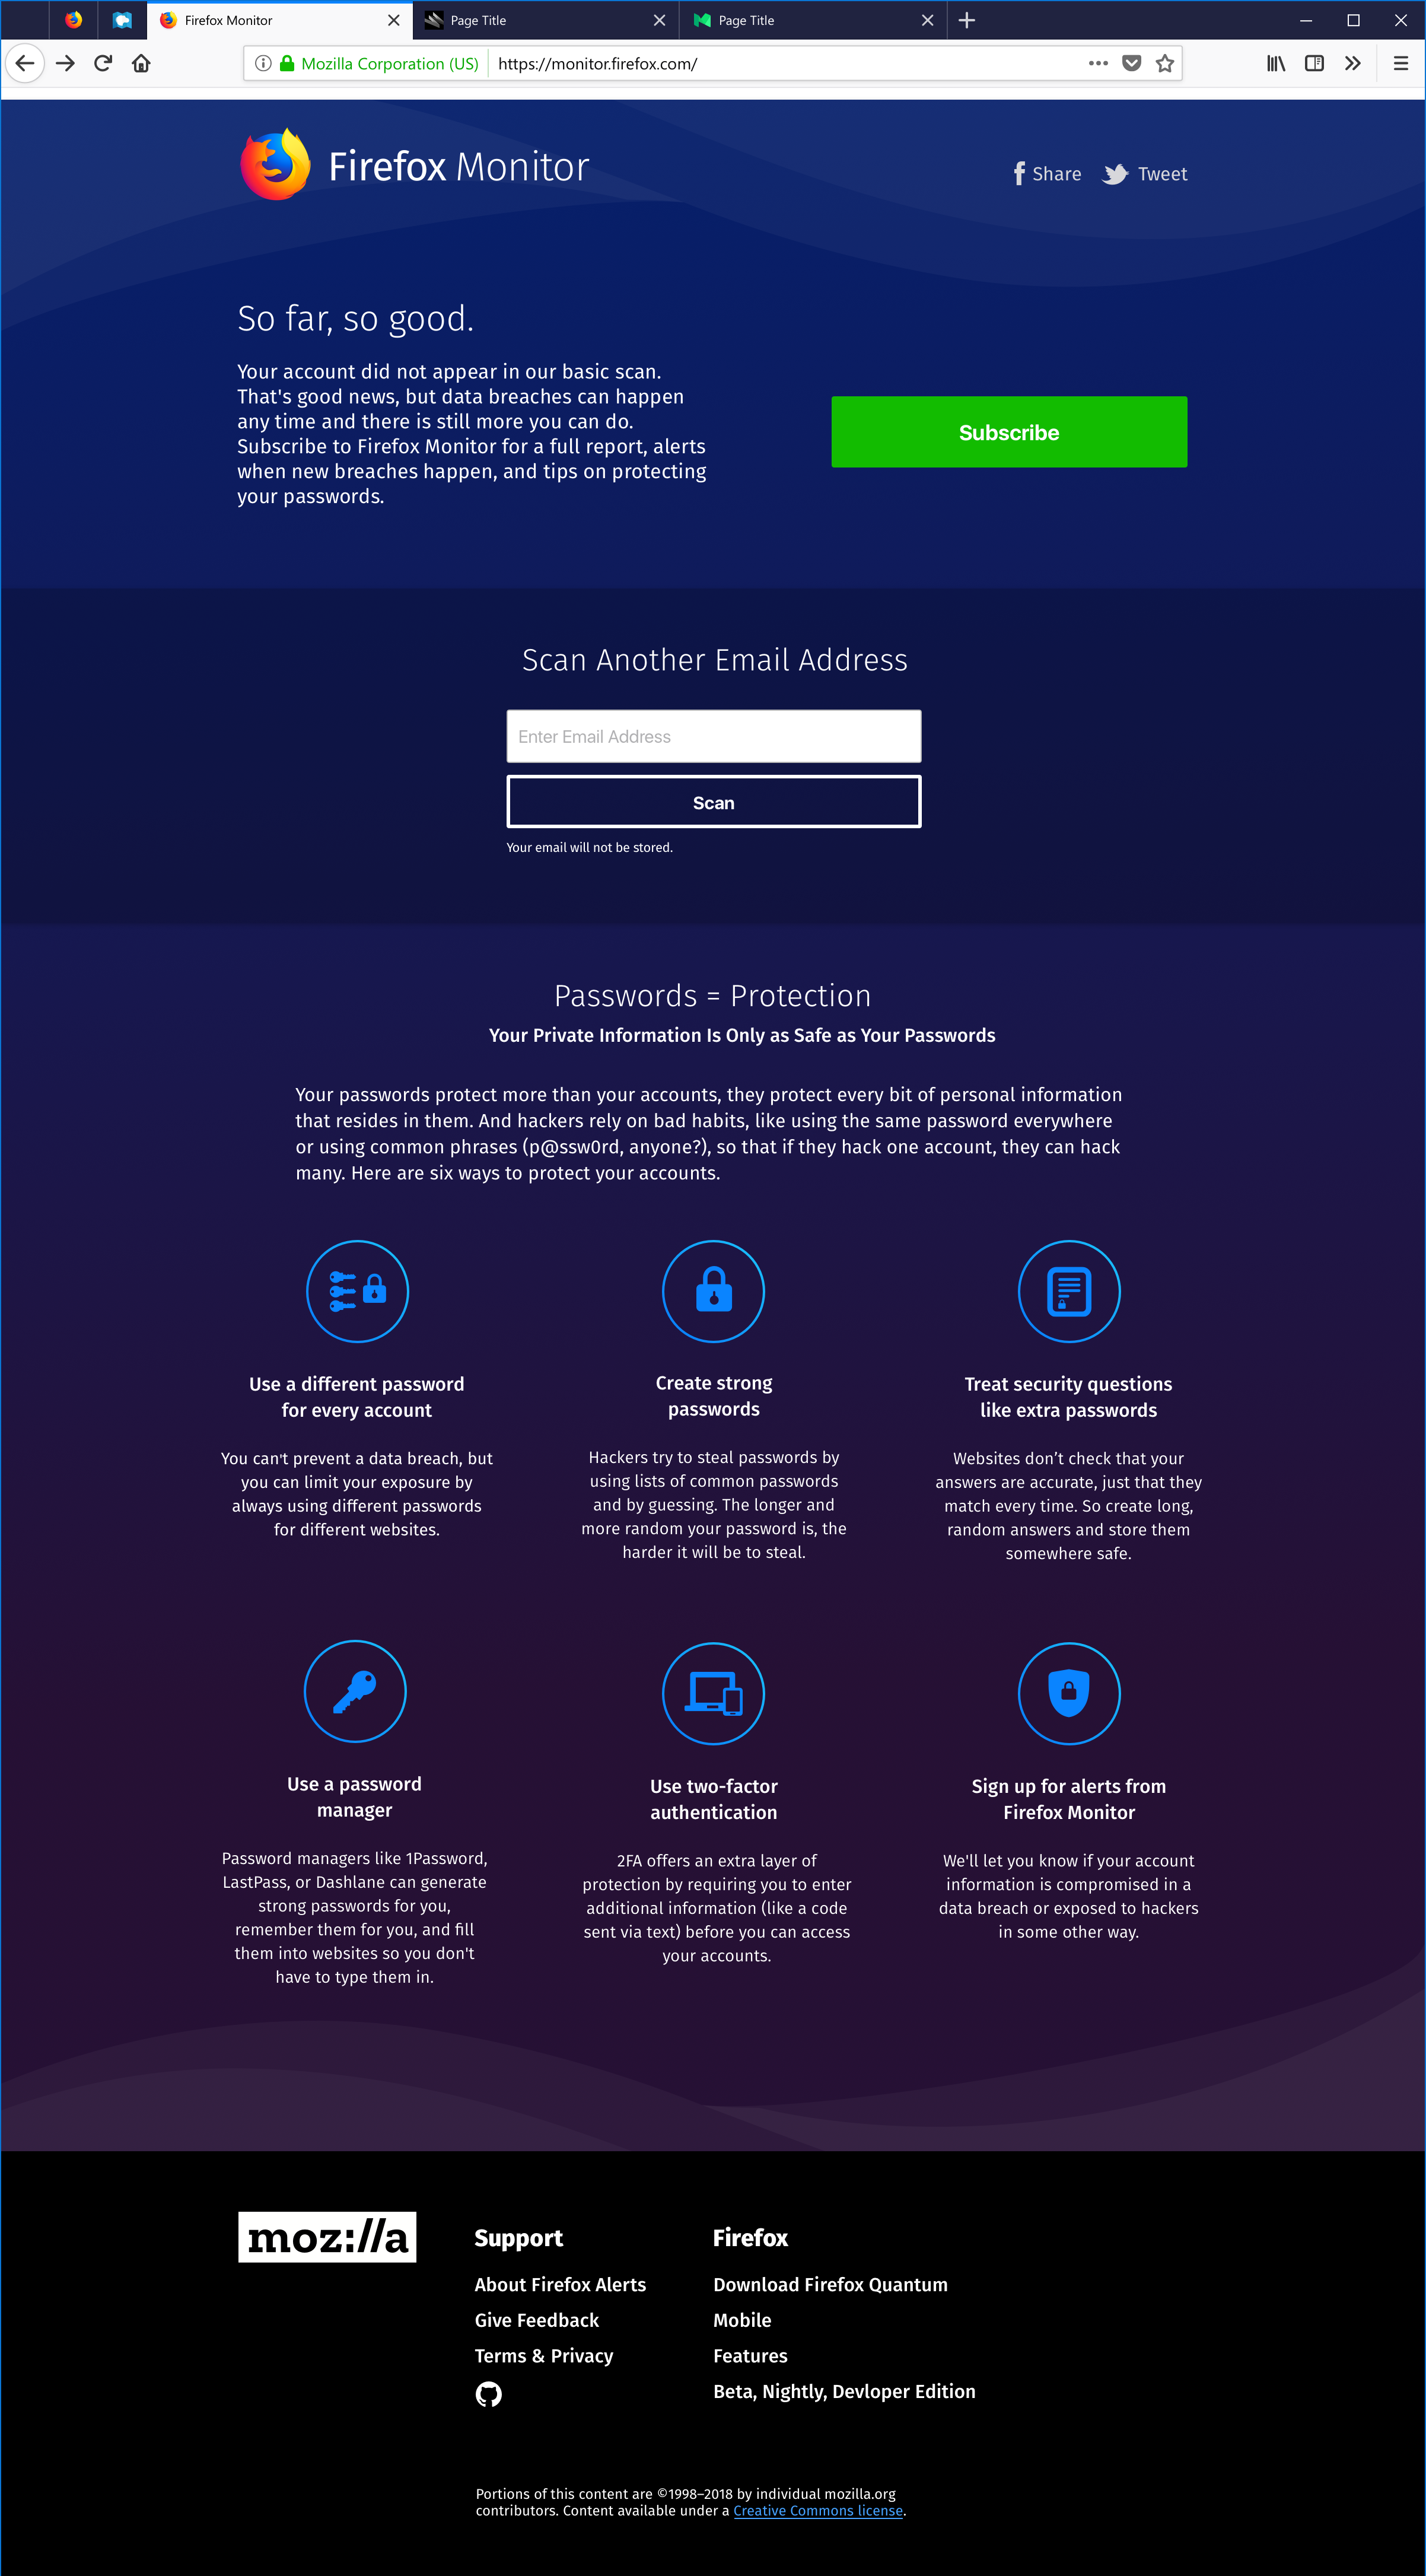 Firefox Monitor
Page Title
Page Title
Mozilla Corporation (US)
https://monitor.firefox.com/
Firefox Monitor
Share
Tweet
So far, so good.
Your account did not appear in our basic scan.
That's good news, but data breaches can happen
any time and there is still more you can do.
Subscribe to Firefox Monitor for a full report, alerts
when new breaches happen, and tips on protecting
your passwords.
Subscribe
Scan Another Email Address
Enter Email Address
Scan
Your email will not be stored.
Passwords = Protection
Your Private Information Is Only as Safe as Your Passwords
Your passwords protect more than your accounts, they protect every bit of personal information
that resides in them. And hackers rely on bad habits, like using the same password everywhere
or using common phrases (p@ssw0rd, anyone?), so that if they hack one account, they can hack
many. Here are six ways to protect your accounts.
Use a different password
for every account
You can't prevent a data breach, but
you can limit your exposure by
always using different passwords
for different websites.
Create strong
passwords
Hackers try to steal passwords by
using lists of common passwords
and by guessing. The longer and
more random your password is, the
harder it will be to steal.
Treat security questions
like extra passwords
Websites don’t check that your
answers are accurate, just that they
match every time. So create long,
random answers and store them
somewhere safe.
Use a password
manager
Password managers like 1Password,
LastPass, or Dashlane can generate
strong passwords for you,
remember them for you, and fill
them into websites so you don't
have to type them in.
Use two-factor
authentication
2FA offers an extra layer of
protection by requiring you to enter
additional information (like a code
sent via text) before you can access
your accounts.
Sign up for alerts from
Firefox Monitor
We'll let you know if your account
information is compromised in a
data breach or exposed to hackers
in some other way.
moz://a
Support
About Firefox Alerts
Give Feedback
Terms & Privacy
Firefox
Download Firefox Quantum
Mobile
Features
Beta, Nightly, Devloper Edition
Portions of this content are ©1998–2018 by individual mozilla.org
contributors. Content available under a Creative Commons license.